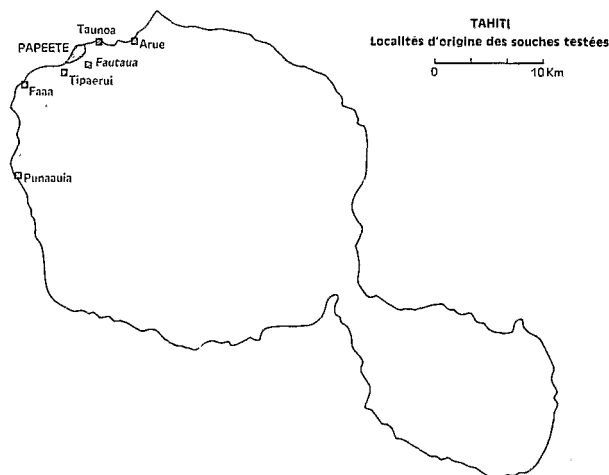 TAHITI
Localités d'origine des souches testées
0 10 Km
Taunoa
PAPEETE
Arue
Fautaua
Tipaerui
Faaa
Punaauia